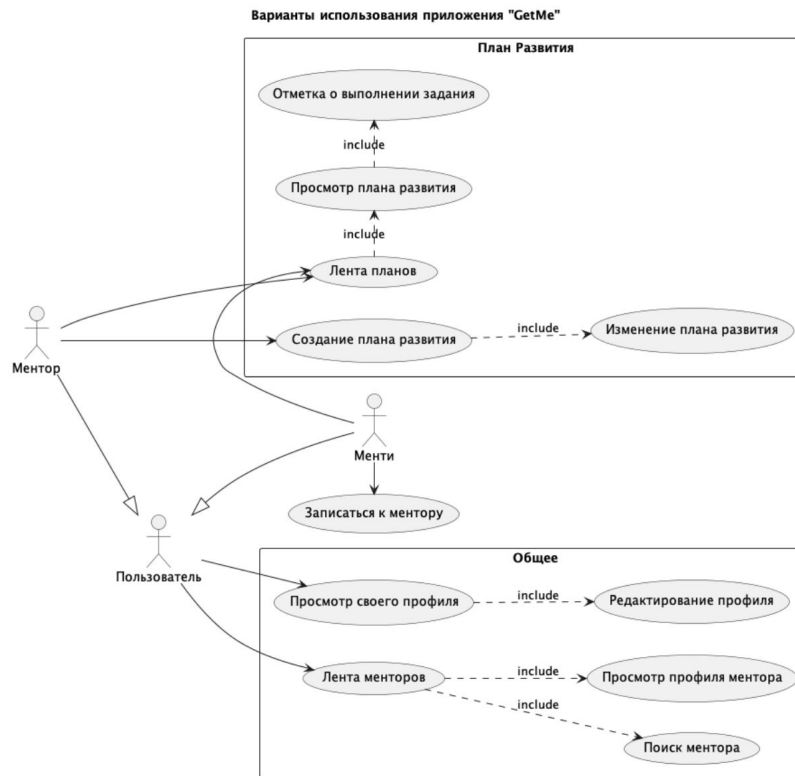 Варианты использования приложения "GetMe"
План Развития
Отметка о выполнении задания
include
Просмотр плана развития
include
Лента планов
Создание плана развития
include
Изменение плана развития
Ментор
Менти
Записаться к ментору
Пользователь
Общее
Просмотр своего профиля
include
Редактирование профиля
Лента менторов
include
Просмотр профиля ментора
include
Поиск ментора